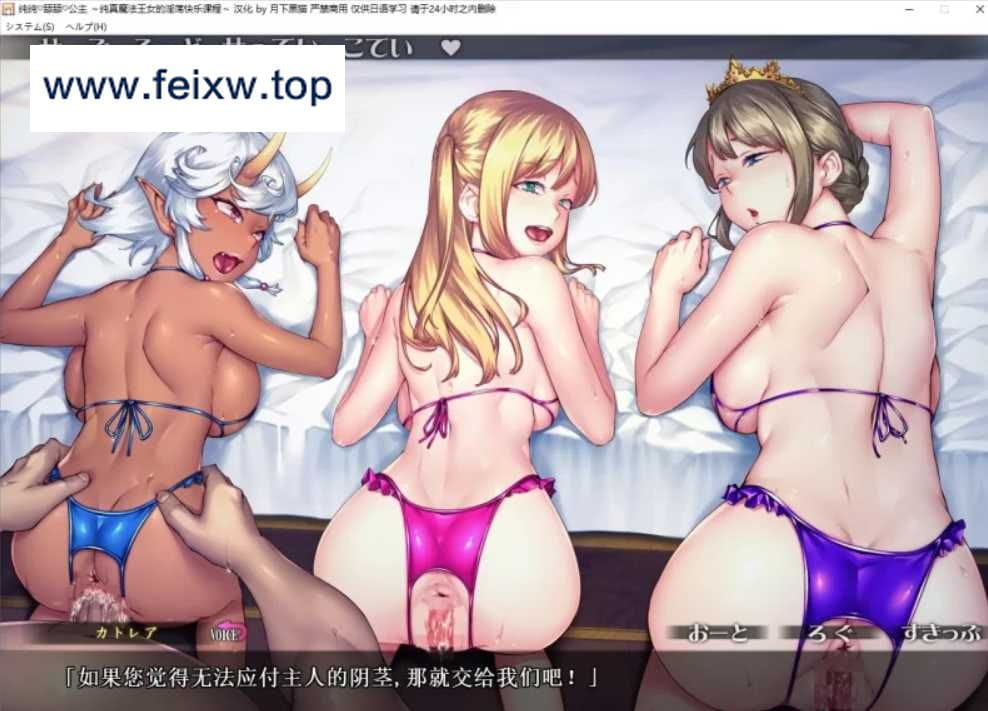 纯纯♡舔舔♡公主 ~纯真魔法王女的淫荡快乐课程~ 汉化 by 月下黑猫 严禁商用 仅供日语学习 请于24小时之内删除
システム(S) ヘルプ(H)
www.feixw.top
カトレア
VOICE
おーと ろぐ すきっぷ
「如果您觉得无法应付主人的阴茎,那就交给我们吧！」